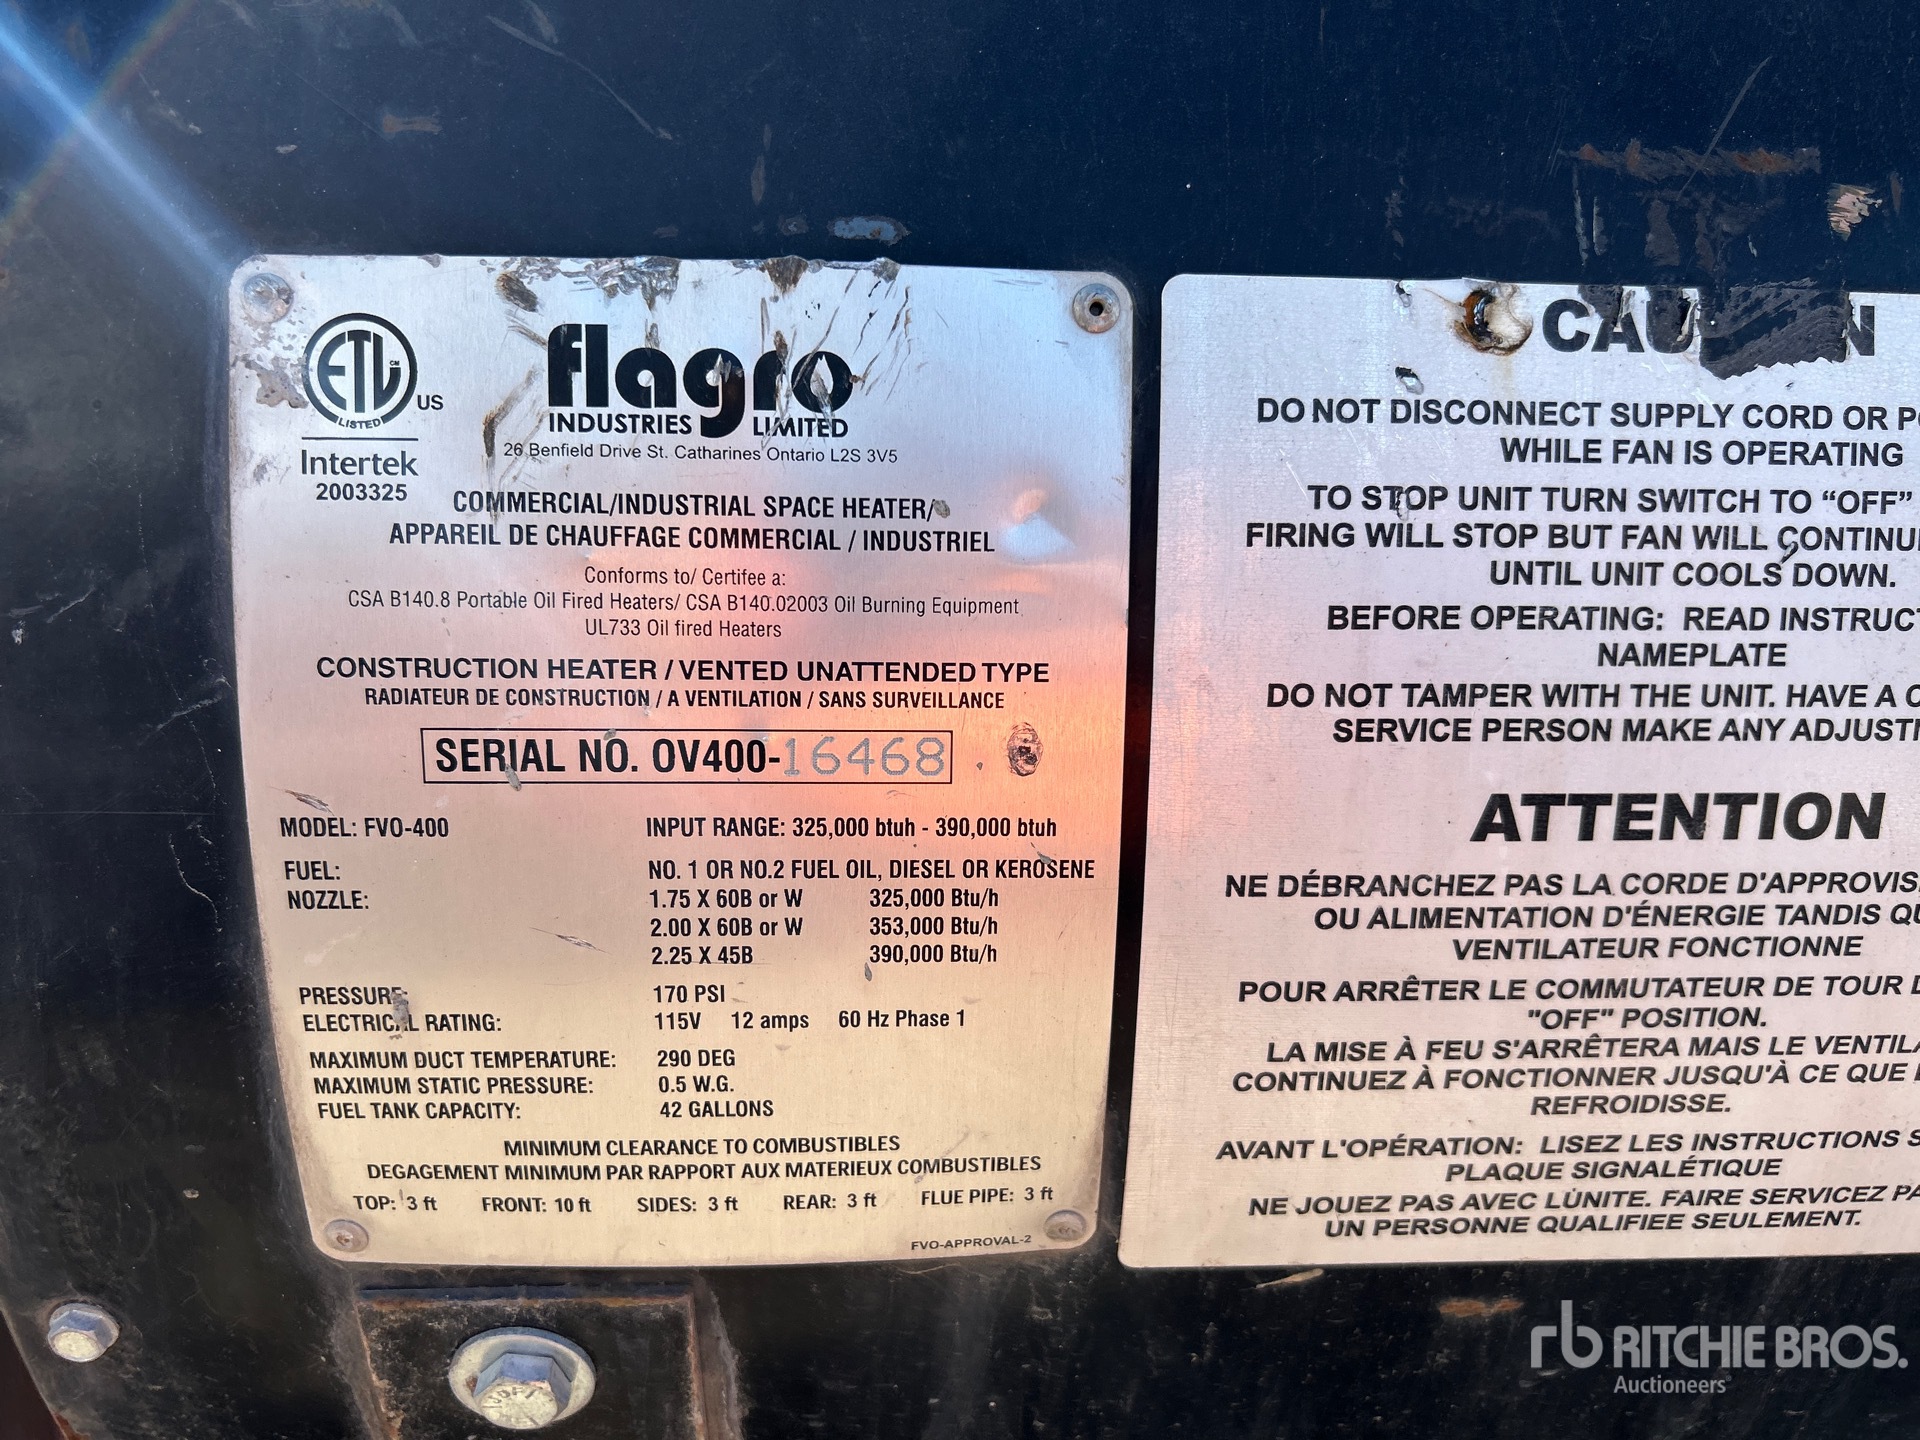 ETL CM
LISTED
US
Intertek
2003325
flagro
INDUSTRIES LIMITED
26 Benfield Drive St. Catharines Ontario L2S 3V5
COMMERCIAL/INDUSTRIAL SPACE HEATER/
APPAREIL DE CHAUFFAGE COMMERCIAL / INDUSTRIEL
Conforms to/ Certifee a:
CSA B140.8 Portable Oil Fired Heaters/ CSA B140.02003 Oil Burning Equipment
UL733 Oil fired Heaters
CONSTRUCTION HEATER / VENTED UNATTENDED TYPE
RADIATEUR DE CONSTRUCTION / A VENTILATION / SANS SURVEILLANCE
SERIAL NO. OV400-16468
MODEL: FVO-400 INPUT RANGE: 325,000 btuh - 390,000 btuh
FUEL: NO. 1 OR NO.2 FUEL OIL, DIESEL OR KEROSENE
NOZZLE: 1.75 X 60B or W 325,000 Btu/h
2.00 X 60B or W 353,000 Btu/h
2.25 X 45B 390,000 Btu/h
PRESSURE: 170 PSI
ELECTRICAL RATING: 115V 12 amps 60 Hz Phase 1
MAXIMUM DUCT TEMPERATURE: 290 DEG
MAXIMUM STATIC PRESSURE: 0.5 W.G.
FUEL TANK CAPACITY: 42 GALLONS
MINIMUM CLEARANCE TO COMBUSTIBLES
DEGAGEMENT MINIMUM PAR RAPPORT AUX MATERIEUX COMBUSTIBLES
TOP: 3 ft FRONT: 10 ft SIDES: 3 ft REAR: 3 ft FLUE PIPE: 3 ft
FVO-APPROVAL-2
CAUTION
DO NOT DISCONNECT SUPPLY CORD OR PO
WHILE FAN IS OPERATING
TO STOP UNIT TURN SWITCH TO “OFF”
FIRING WILL STOP BUT FAN WILL CONTINU
UNTIL UNIT COOLS DOWN.
BEFORE OPERATING: READ INSTRUCT
NAMEPLATE
DO NOT TAMPER WITH THE UNIT. HAVE A
SERVICE PERSON MAKE ANY ADJUST
ATTENTION
NE DÉBRANCHEZ PAS LA CORDE D'APPROVIS
OU ALIMENTATION D'ÉNERGIE TANDIS QU
VENTILATEUR FONCTIONNE
POUR ARRÊTER LE COMMUTATEUR DE TOUR D
"OFF" POSITION.
LA MISE À FEU S'ARRÊTERA MAIS LE VENTILA
CONTINUEZ À FONCTIONNER JUSQU'À CE QUE
REFROIDISSE.
AVANT L'OPÉRATION: LISEZ LES INSTRUCTIONS S
PLAQUE SIGNALÉTIQUE
NE JOUEZ PAS AVEC LÙNITE. FAIRE SERVICEZ PA
UN PERSONNE QUALIFIEE SEULEMENT.
rb RITCHIE BROS.
Auctioneers